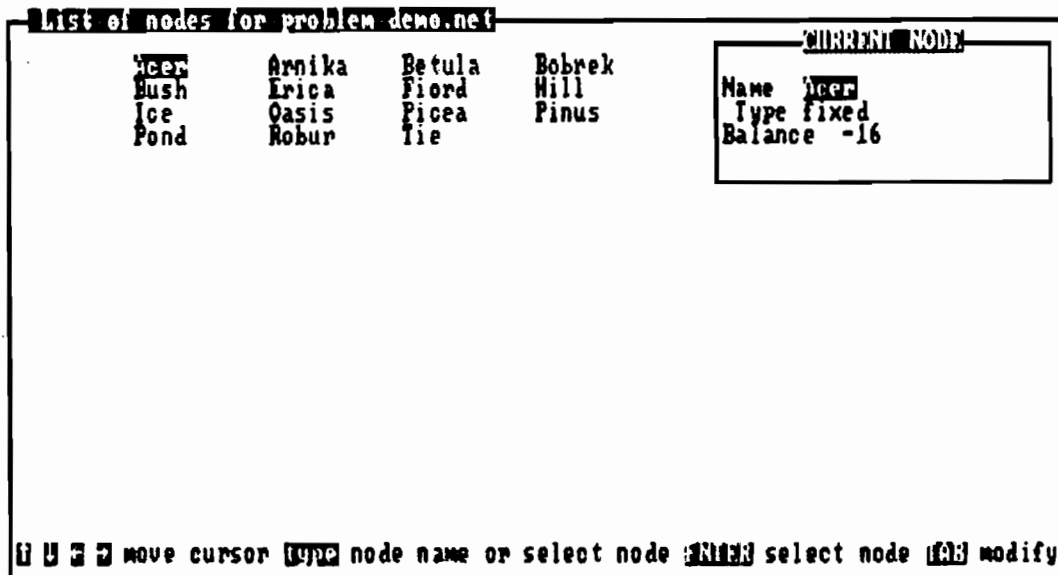 List of nodes for problem demo.net
CURRENT NODE
Acer Arnika Betula Bobrek
Bush Erica Fiord Hill
Ice Oasis Picea Pinus
Pond Robur Tie
Name Acer
Type fixed
Balance -16
↑ ↓ ← → move cursor type node name or select node ENTER select node TAB modify